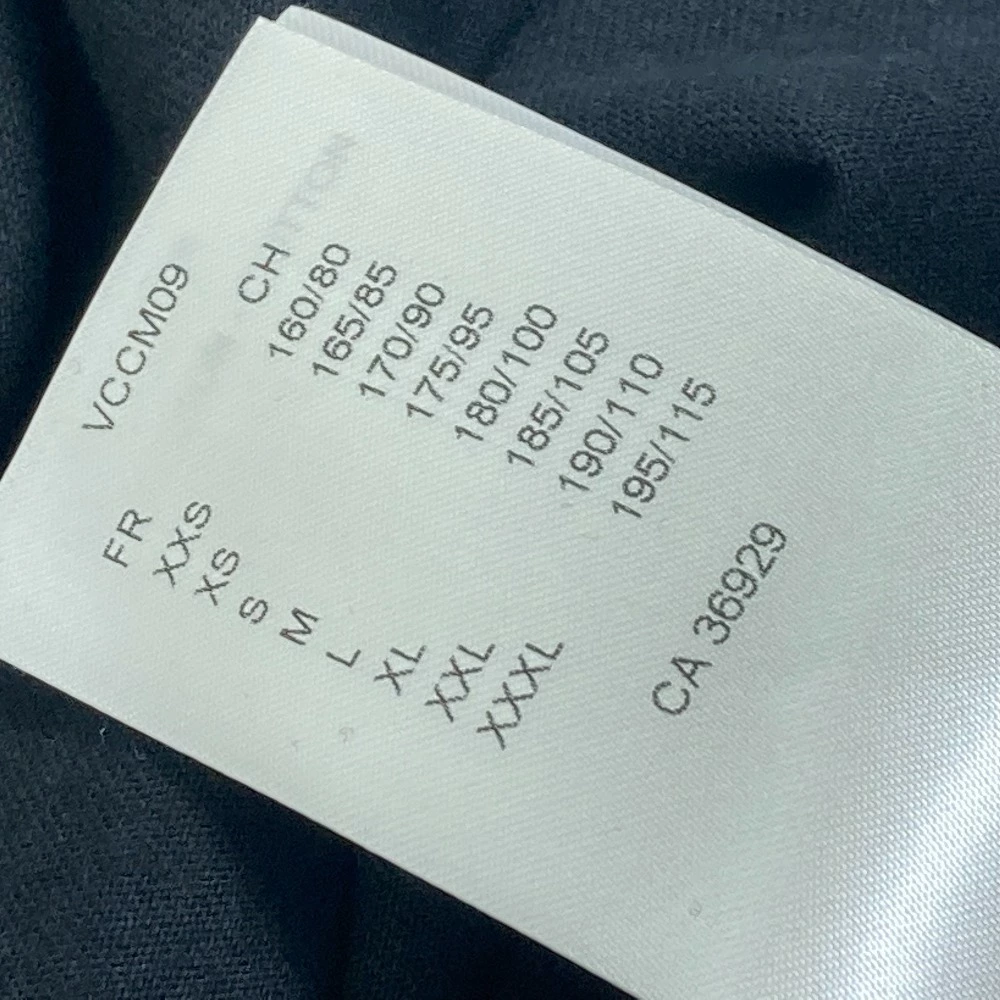 VCCM09
FR CH
XXS 160/80
XS 165/85
S 170/90
M 175/95
L 180/100
XL 185/105
XXL 190/110
XXXL 195/115
CA 36929